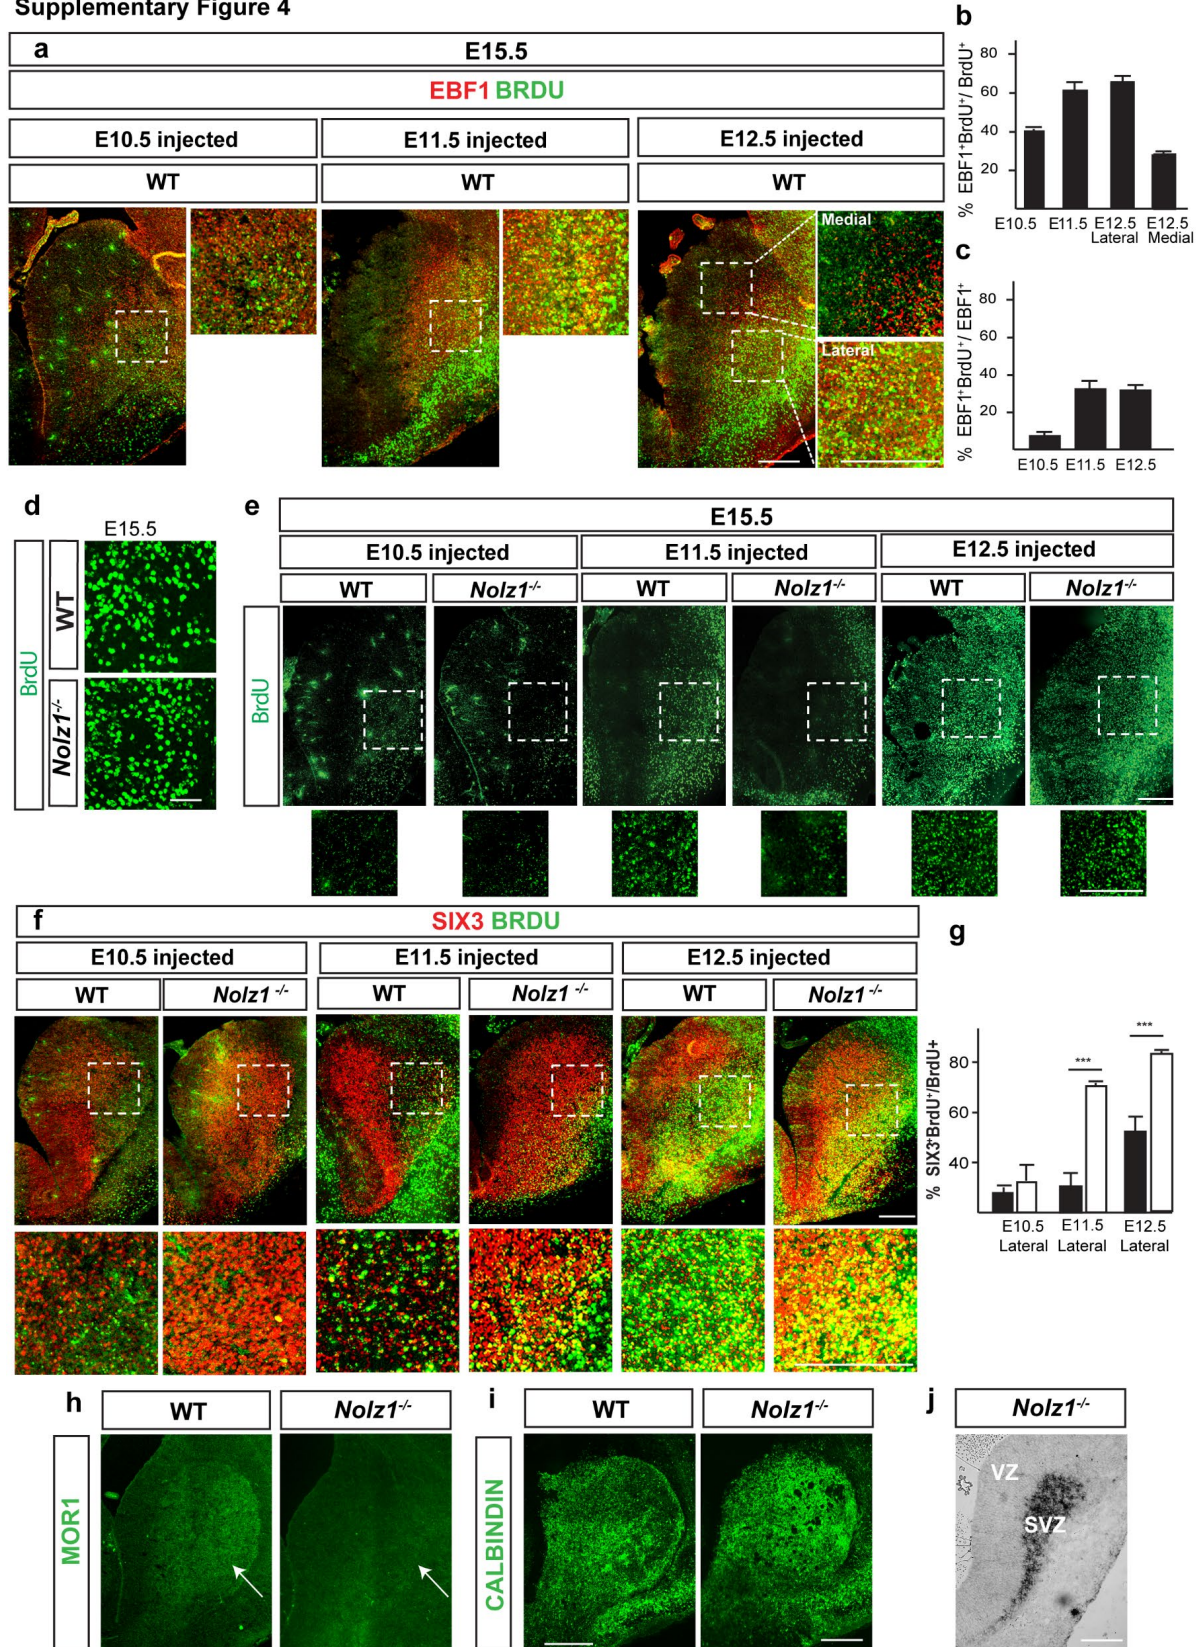 Supplementary Figure 4
a
E15.5
EBF1 BRDU
E10.5 injected
E11.5 injected
E12.5 injected
WT
WT
WT
Medial
Lateral
b
% EBF1⁺BrdU⁺/ BrdU⁺
80
60
40
20
E10.5
E11.5
E12.5
Lateral
E12.5
Medial
c
% EBF1⁺BrdU⁺/ EBF1⁺
80
60
40
20
E10.5
E11.5
E12.5
d
E15.5
BrdU
WT
Nolz1⁻/⁻
e
E15.5
E10.5 injected
E11.5 injected
E12.5 injected
WT
Nolz1⁻/⁻
WT
Nolz1⁻/⁻
WT
Nolz1⁻/⁻
BrdU
f
SIX3 BRDU
E10.5 injected
E11.5 injected
E12.5 injected
WT
Nolz1 ⁻/⁻
WT
Nolz1 ⁻/⁻
WT
Nolz1 ⁻/⁻
g
% SIX3⁺BrdU⁺/BrdU+
80
60
40
***
***
E10.5
Lateral
E11.5
Lateral
E12.5
Lateral
h
WT
Nolz1⁻/⁻
MOR1
i
WT
Nolz1⁻/⁻
CALBINDIN
j
Nolz1⁻/⁻
VZ
SVZ